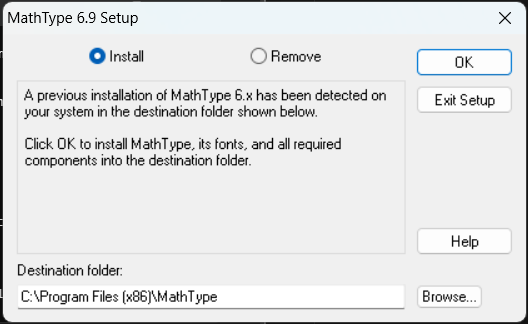 MathType 6.9 Setup
Install
Remove
OK
A previous installation of MathType 6.x has been detected on
your system in the destination folder shown below.
Exit Setup
Click OK to install MathType, its fonts, and all required
components into the destination folder.
Help
Destination folder:
C:\Program Files (x86)\MathType
Browse...